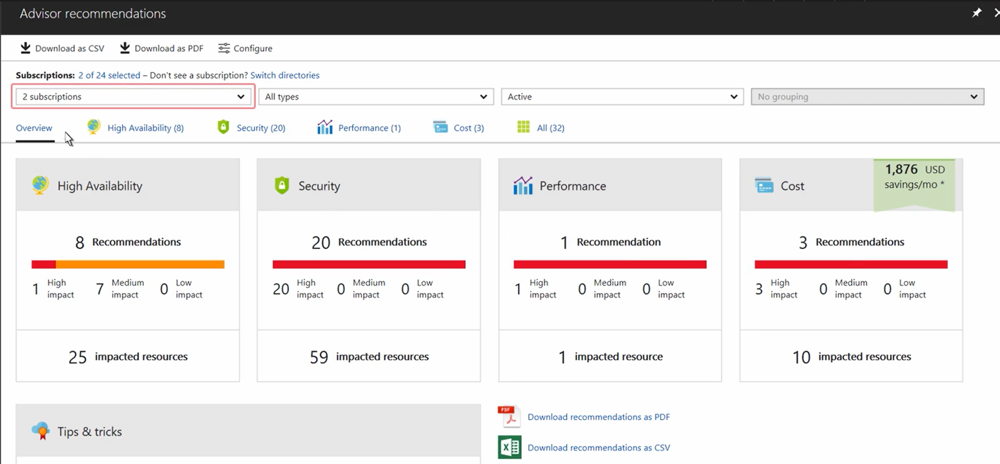 Advisor recommendations
Download as CSV Download as PDF Configure
Subscriptions: 2 of 24 selected – Don't see a subscription? Switch directories
2 subscriptions All types Active No grouping
Overview High Availability (8) Security (20) Performance (1) Cost (3) All (32)
High Availability
8 Recommendations
1 High impact 7 Medium impact 0 Low impact
25 impacted resources
Security
20 Recommendations
20 High impact 0 Medium impact 0 Low impact
59 impacted resources
Performance
1 Recommendation
1 High impact 0 Medium impact 0 Low impact
1 impacted resource
Cost
1,876 USD
savings/mo *
3 Recommendations
3 High impact 0 Medium impact 0 Low impact
10 impacted resources
Tips & tricks
PDF
Download recommendations as PDF
X
Download recommendations as CSV